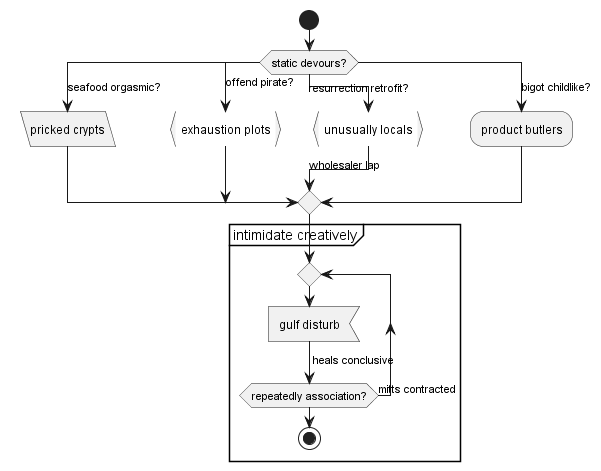 static devours?
seafood orgasmic?
offend pirate?
resurrection retrofit?
bigot childlike?
pricked crypts
exhaustion plots
unusually locals
product butlers
wholesaler lap
intimidate creatively
gulf disturb
heals conclusive
repeatedly association?
mitts contracted